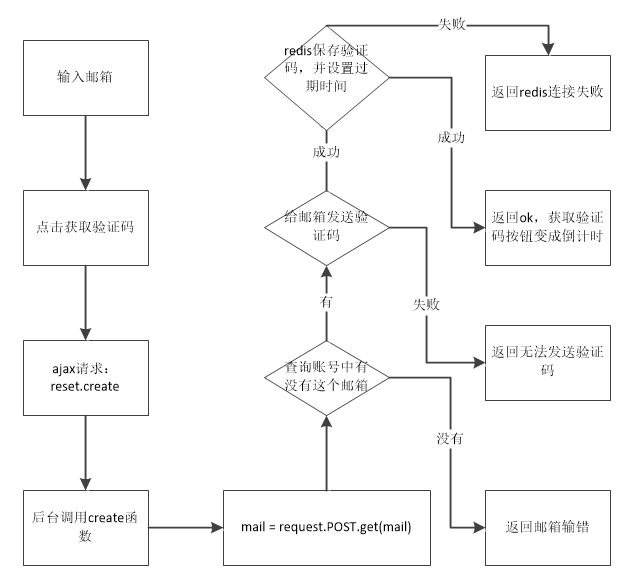 输入邮箱
点击获取验证码
ajax请求：
reset.create
后台调用create函
数
mail = request.POST.get(mail)
查询账号中有
没有这个邮箱
有
没有
返回邮箱输错
给邮箱发送验
证码
失败
返回无法发送验证
码
成功
redis保存验证
码，并设置过
期时间
成功
返回ok，获取验证
码按钮变成倒计时
失败
返回redis连接失败